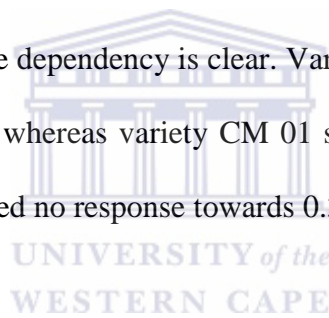 e dependency is clear. Var
whereas variety CM 01 s
ed no response towards 0.
UNIVERSITY of the
WESTERN CAPE